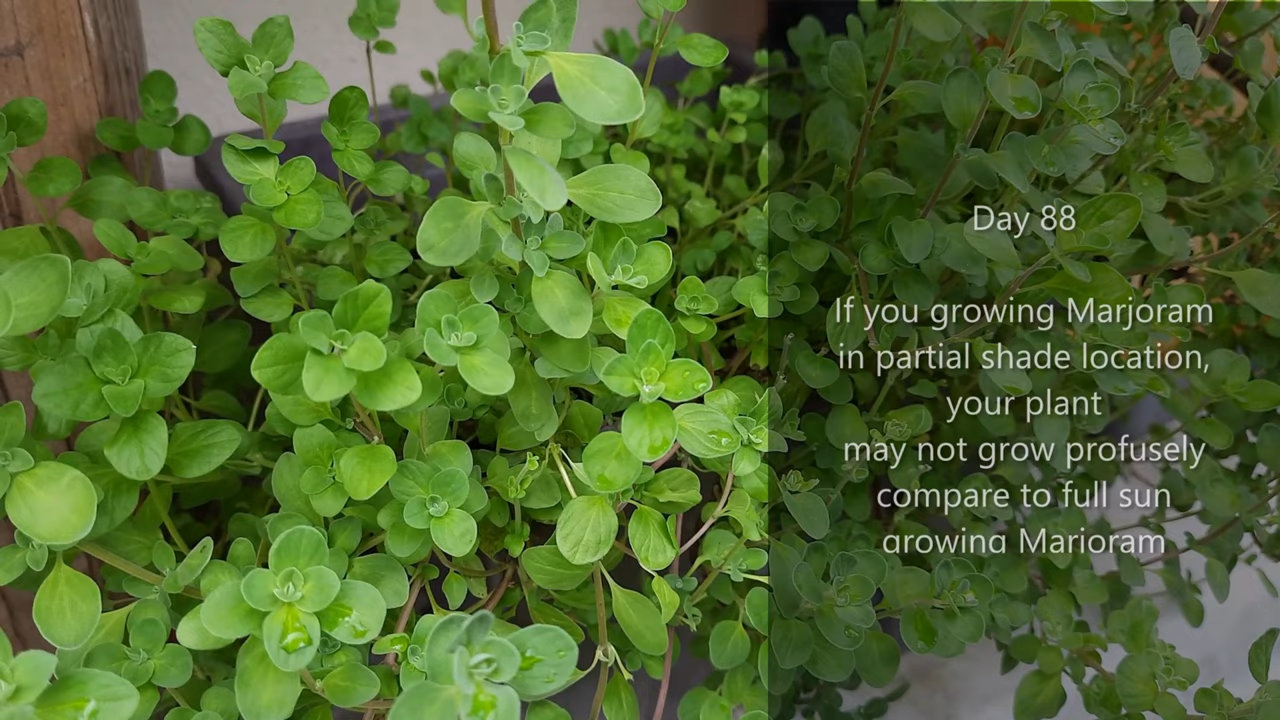 Day 88
If you growing Marjoram
in partial shade location,
your plant
may not grow profusely
compare to full sun
growing Marjoram